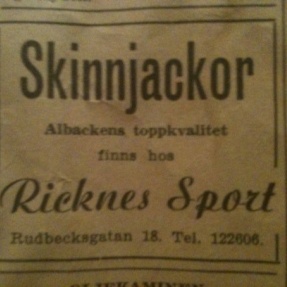 Skinnjackor
Albackens toppkvalitet
finns hos
Ricknes Sport
Rudbecksgatan 18. Tel. 122606.